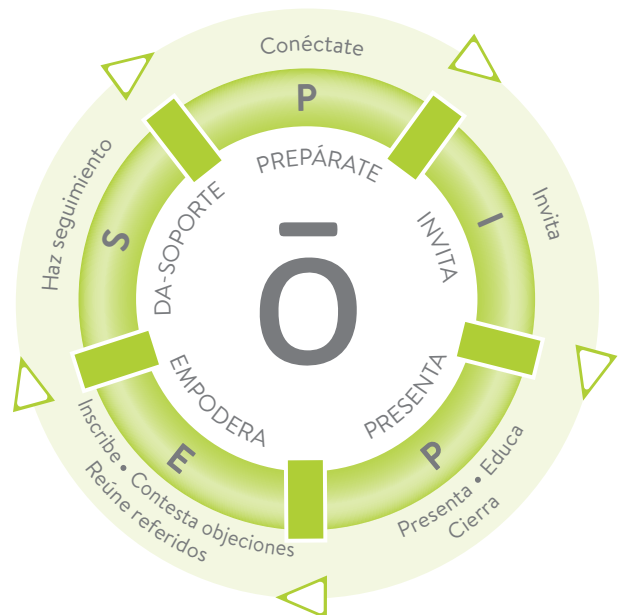 Conéctate
P
PREPÁRATE
Invita
I
INVITA
Presenta • Educa
Cierra
P
PRESENTA
Inscribe • Contesta objeciones
Reúne referidos
E
EMPODERA
Haz seguimiento
S
DA-SOPORTE
ō